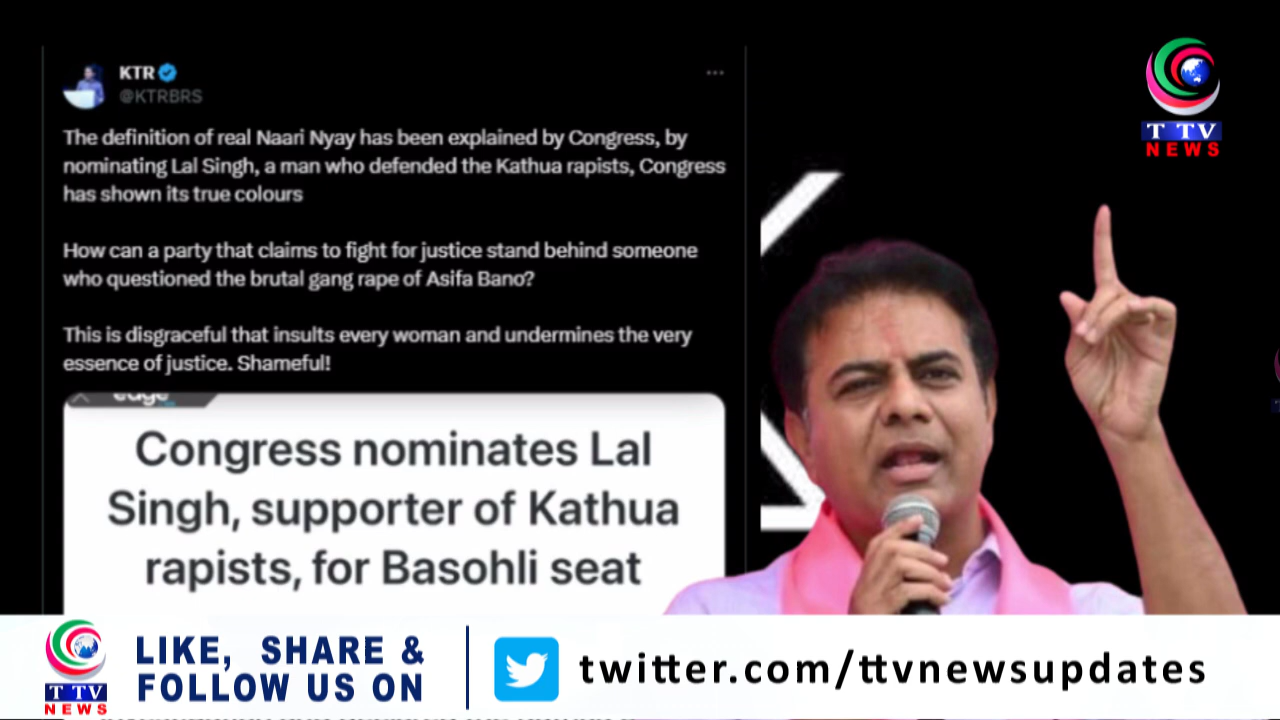 KTR
@KTRBRS
The definition of real Naari Nyay has been explained by Congress, by
nominating Lal Singh, a man who defended the Kathua rapists, Congress
has shown its true colours
How can a party that claims to fight for justice stand behind someone
who questioned the brutal gang rape of Asifa Bano?
This is disgraceful that insults every woman and undermines the very
essence of justice. Shameful!
Congress nominates Lal
Singh, supporter of Kathua
rapists, for Basohli seat
T TV
NEWS
T TV
NEWS
LIKE, SHARE &
FOLLOW US ON
twitter.com/ttvnewsupdates